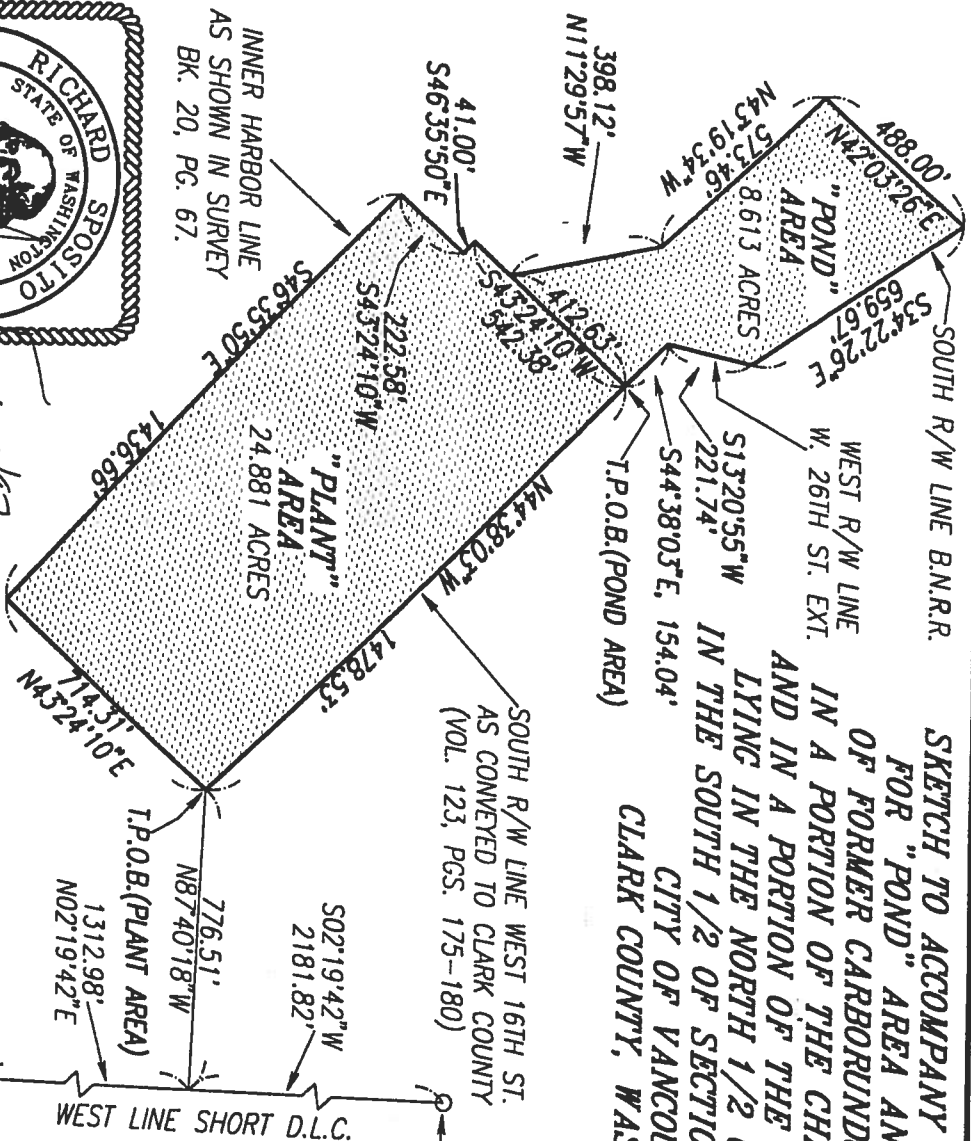 SKETCH TO ACCOMPANY
FOR "POND" AREA AN
OF FORMER CARBORUND
IN A PORTION OF THE CH
AND IN A PORTION OF THE
LYING IN THE NORTH 1/2
IN THE SOUTH 1/2 OF SECTIO
CITY OF VANCOU
CLARK COUNTY, WAS
SOUTH R/W LINE B.N.R.R.
488.00'
N42°03'26"E
S34°22'26"E
659.67'
"POND"
AREA
8.613 ACRES
573.46'
N43°19'34"W
WEST R/W LINE
W. 26TH ST. EXT.
S13°20'55"W
221.74'
S44°38'03"E, 154.04'
T.P.O.B.(POND AREA)
398.12'
N11°29'57"W
412.63'
S43°24'10"W
542.38'
41.00'
S46°35'50"E
222.58'
S43°24'10"W
INNER HARBOR LINE
AS SHOWN IN SURVEY
BK. 20, PG. 67.
S46°35'50"E
1436.66'
"PLANT"
AREA
24.881 ACRES
N44°38'03"W
1478.53'
SOUTH R/W LINE WEST 16TH ST.
AS CONVEYED TO CLARK COUNTY
(VOL. 123, PGS. 175-180)
714.31'
N43°24'10"E
T.P.O.B.(PLANT AREA)
776.51'
N87°40'18"W
S02°19'42"W
2181.82'
1312.98'
N02°19'42"E
WEST LINE SHORT D.L.C.
RICHARD SPOSITO
STATE OF WASHINGTON